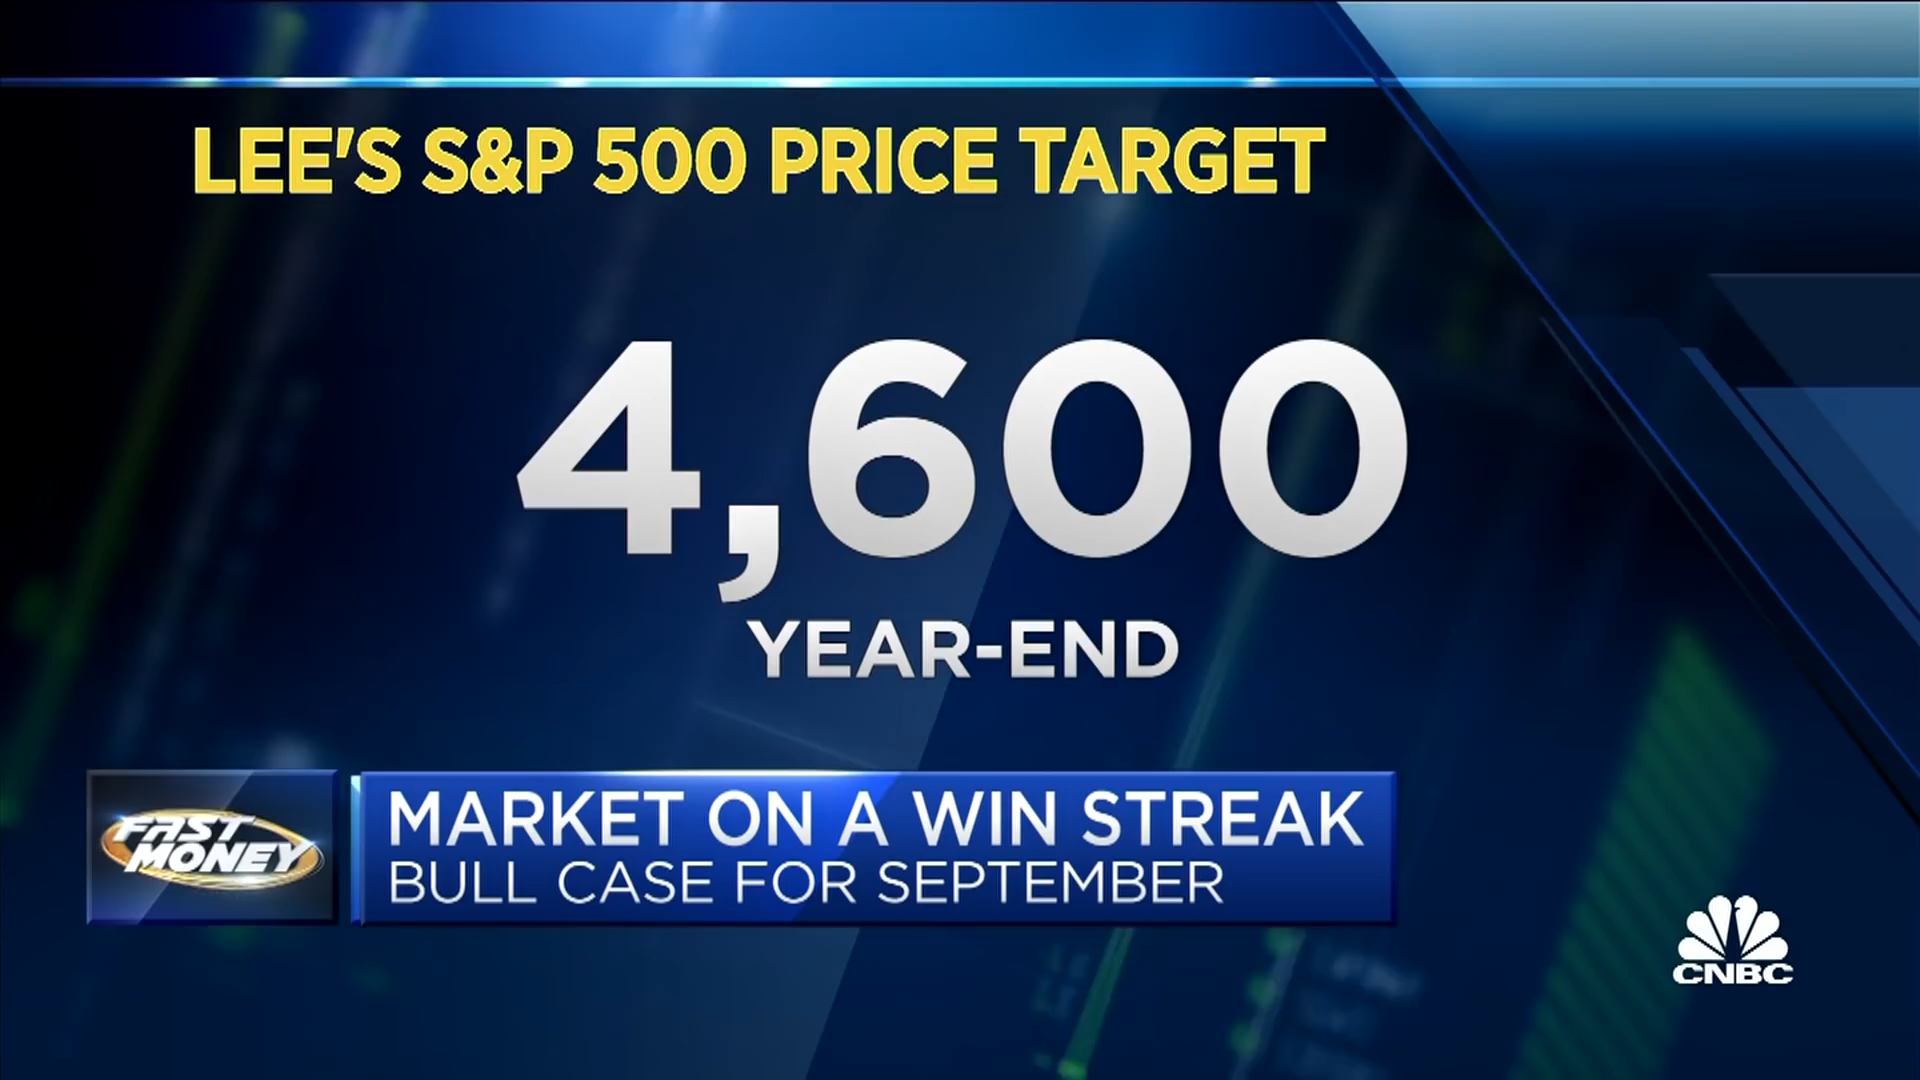 LEE'S S&P 500 PRICE TARGET
4,600
YEAR-END
FAST
MONEY
MARKET ON A WIN STREAK
BULL CASE FOR SEPTEMBER
CNBC